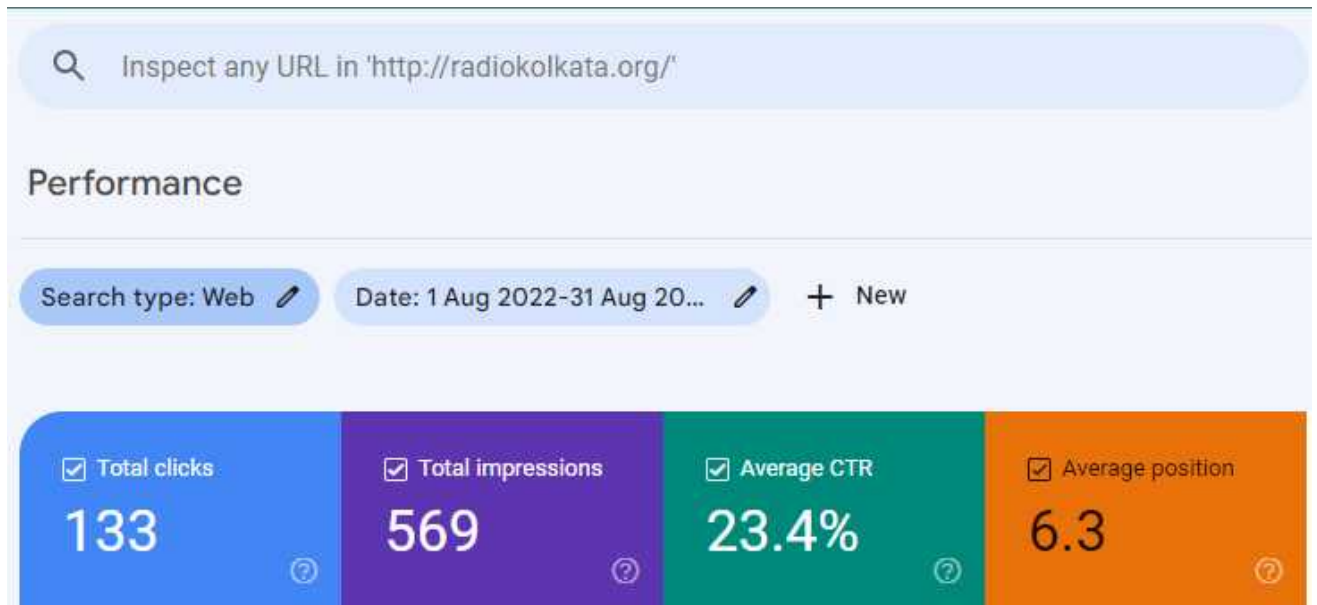 Inspect any URL in 'http://radiokolkata.org/'
Performance
Search type: Web Date: 1 Aug 2022-31 Aug 20... + New
Total clicks Total impressions Average CTR Average position
133 569 23.4% 6.3